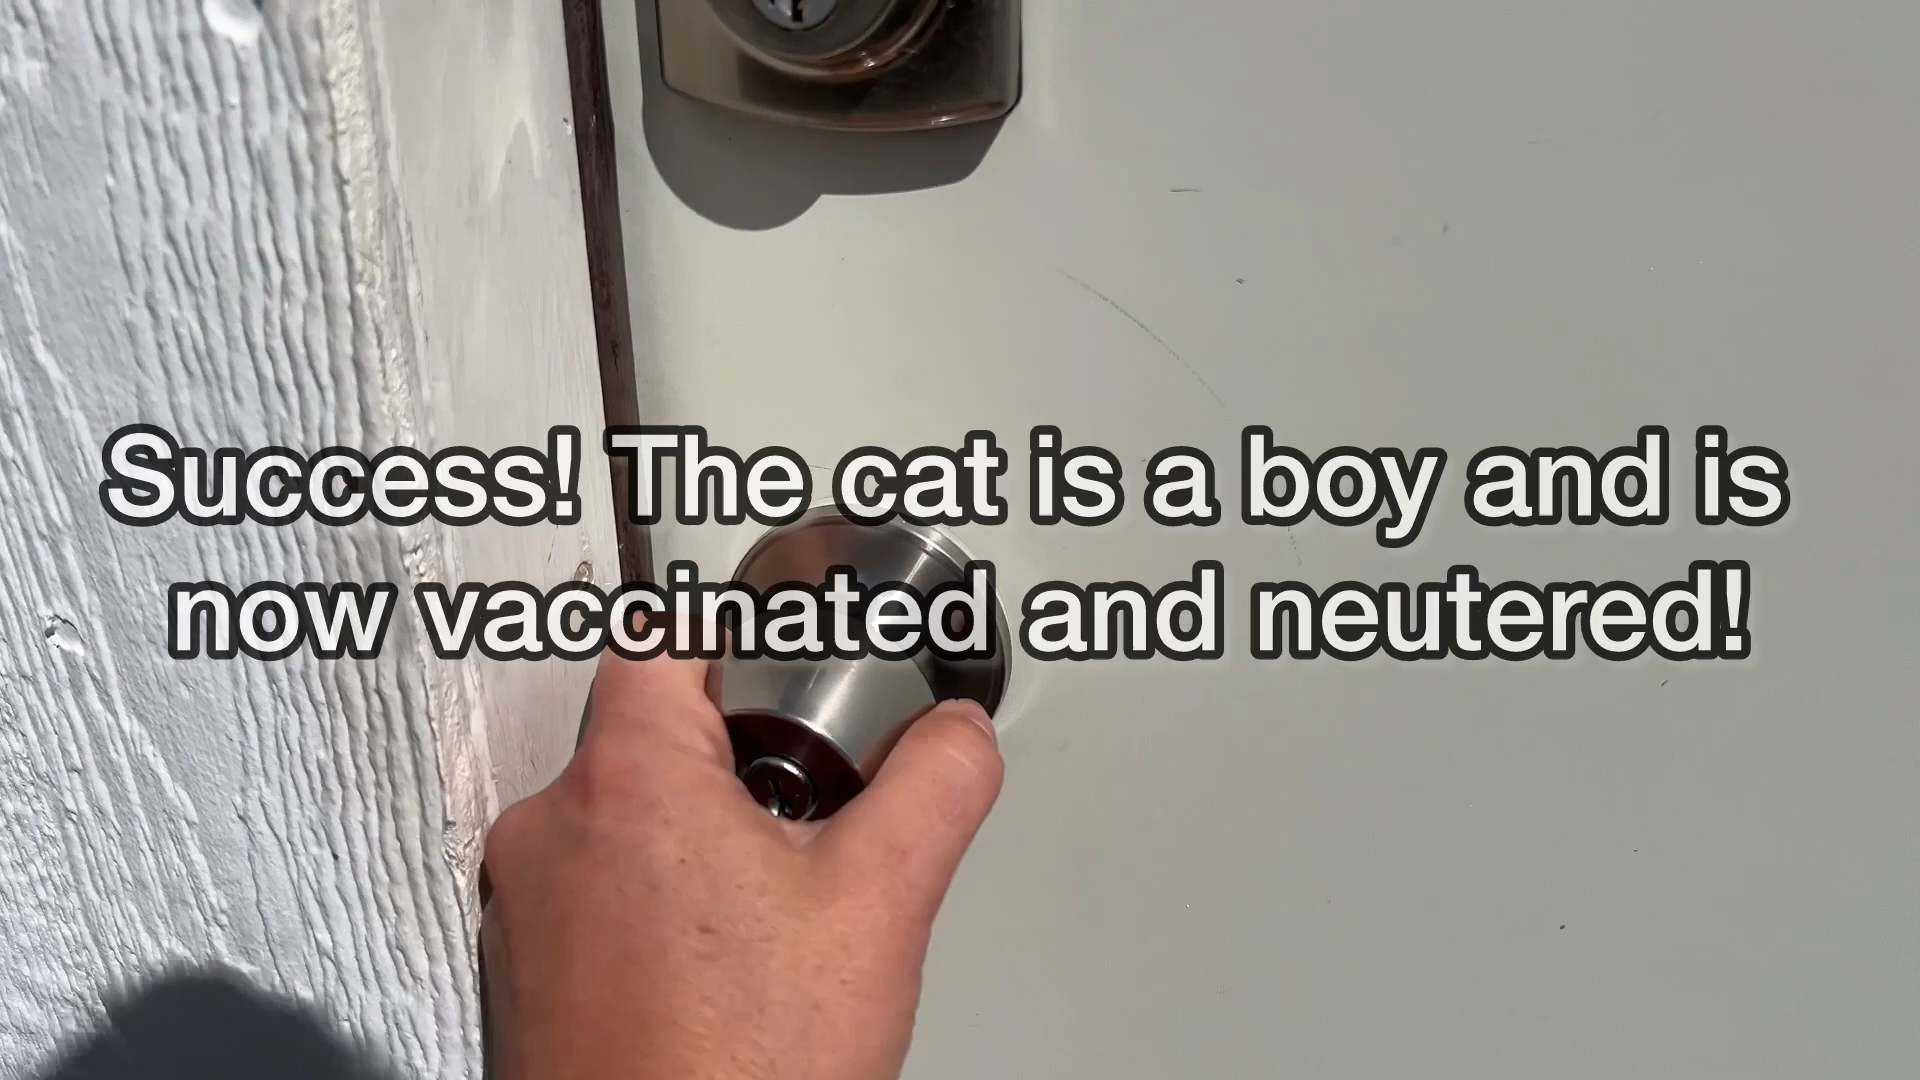 Success! The cat is a boy and is
now vaccinated and neutered!